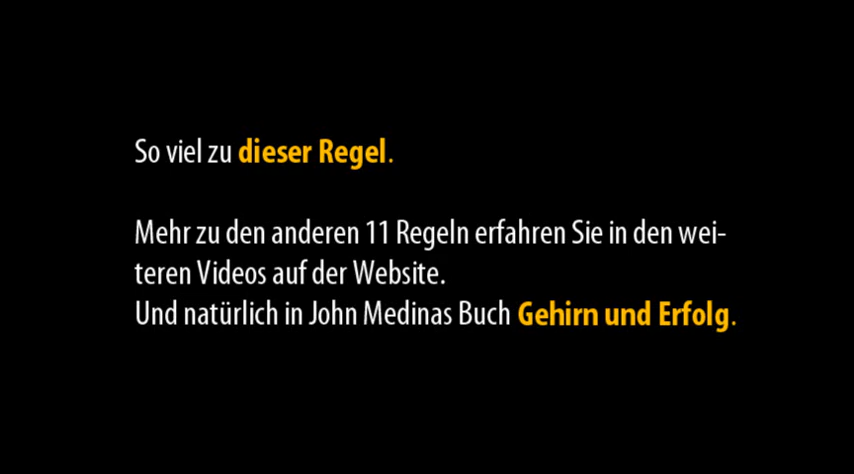 So viel zu dieser Regel.
Mehr zu den anderen 11 Regeln erfahren Sie in den wei-
teren Videos auf der Website.
Und natürlich in John Medinas Buch Gehirn und Erfolg.